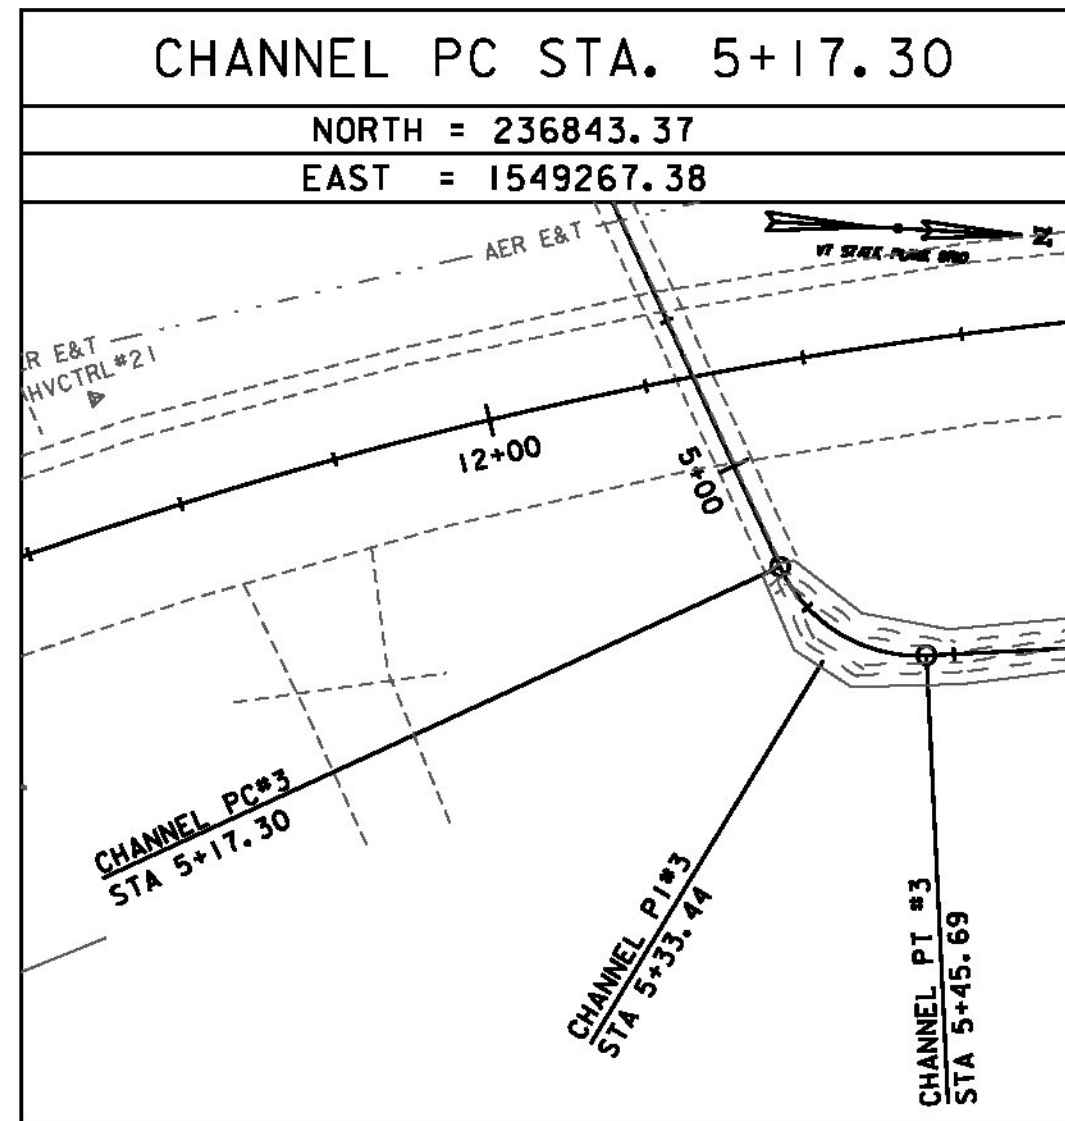 CHANNEL PC STA. 5+17.30
NORTH = 236843.37
EAST = 1549267.38
AER E&T
VT STATE PLANE GRID
N
ER E&T
HVCTRL#21
12+00
5+00
CHANNEL PC#3
STA 5+17.30
CHANNEL PI#3
STA 5+33.44
CHANNEL PT #3
STA 5+45.69